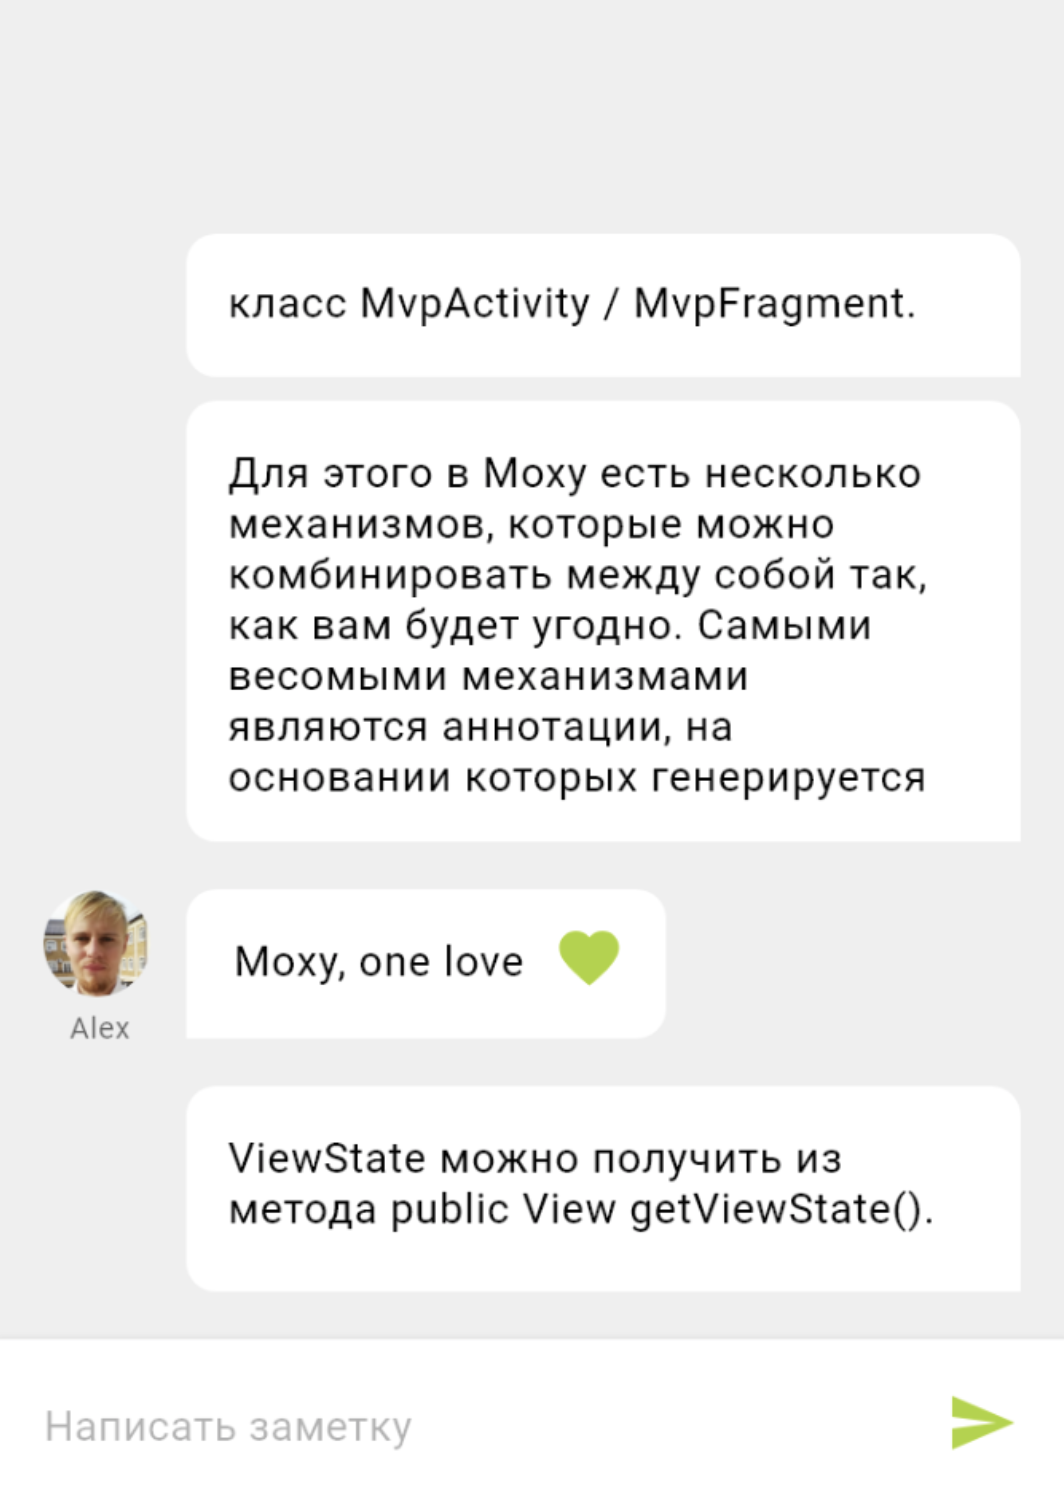 класс MvpActivity / MvpFragment.
Для этого в Moxy есть несколько
механизмов, которые можно
комбинировать между собой так,
как вам будет угодно. Самыми
весомыми механизмами
являются аннотации, на
основании которых генерируется
Moxy, one love
Alex
ViewState можно получить из
метода public View getViewState().
Написать заметку